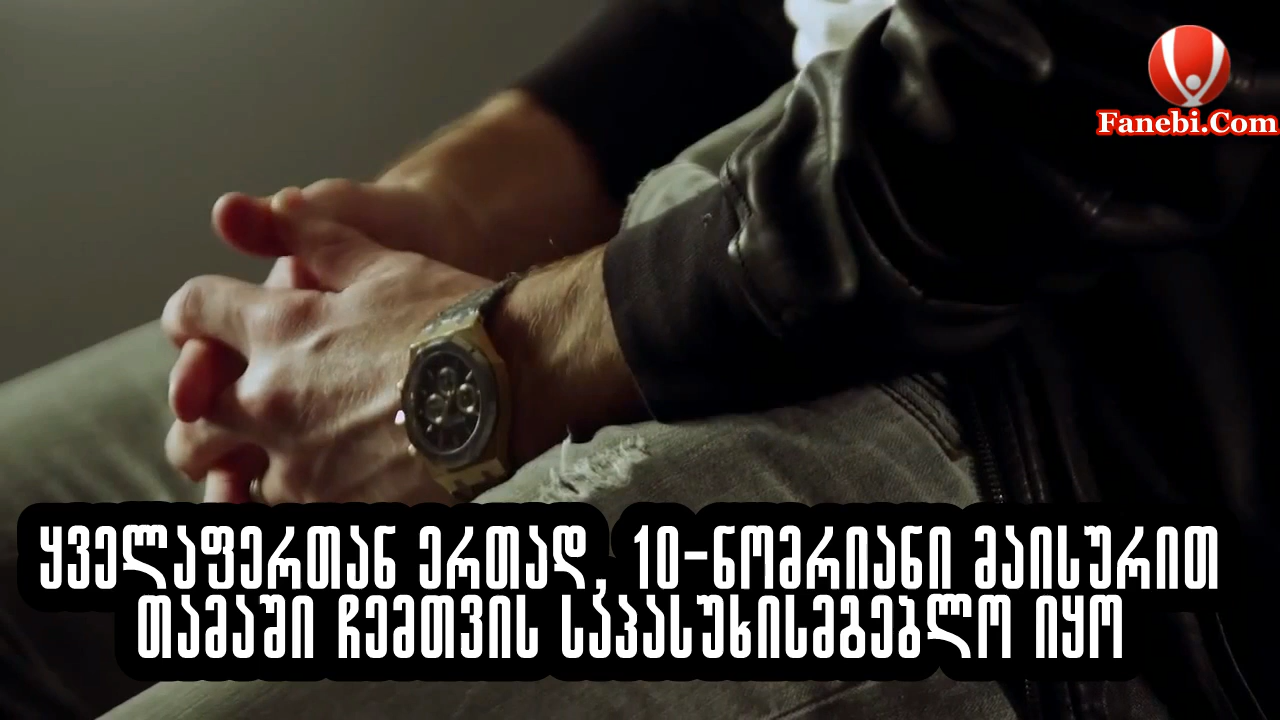 Fanebi.Com
ყველაფერთან ერთად, 10-ნომრიანი მაისურით
თამაში ჩემთვის საპასუხისმგებლო იყო